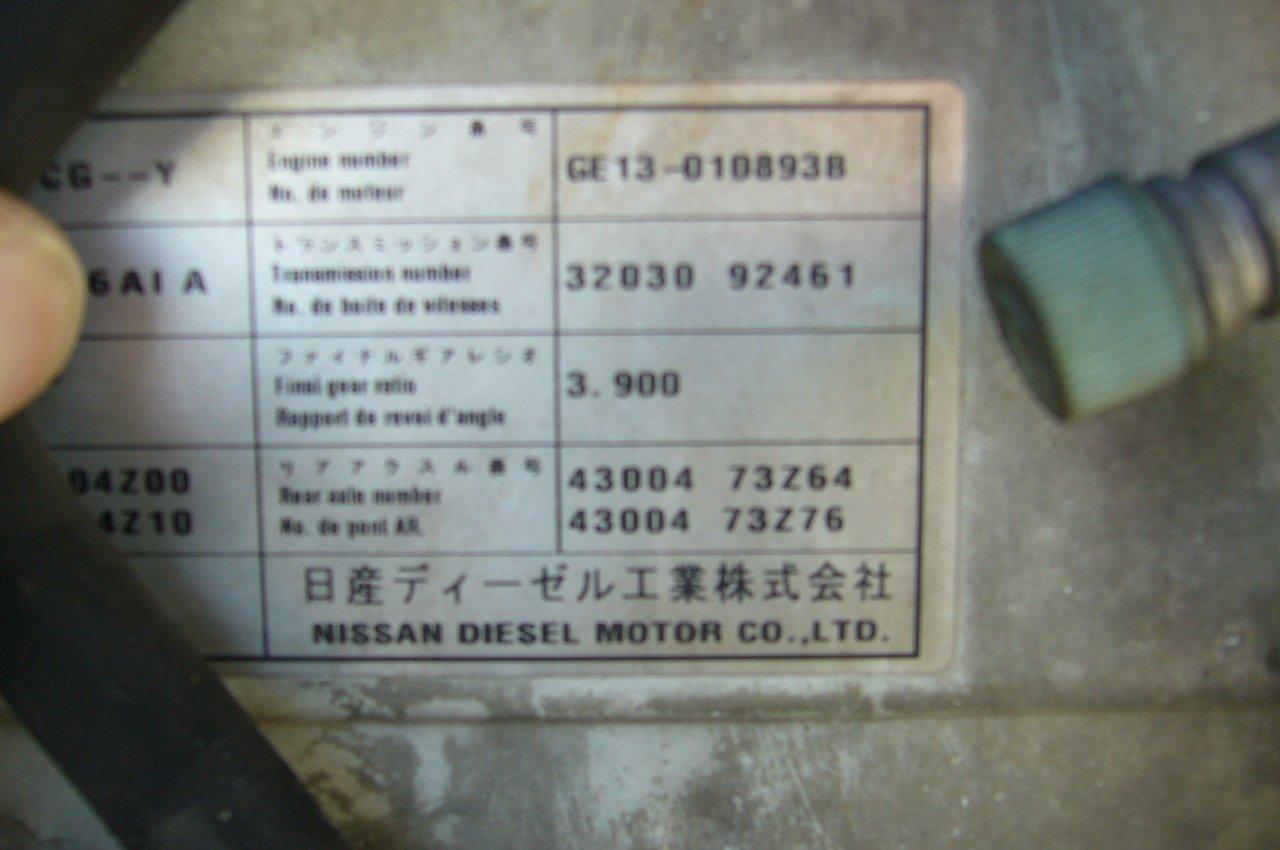 CG--Y
エンジン番号
Engine number
No. de moteur
GE13-010893B
6AI A
トランスミッション番号
Transmission number
No. de boite de vitesses
32030 92461
ファイナルギアレシオ
Final gear ratio
Rapport de revoi d'angle
3.900
04Z00
4Z10
リアアクスル番号
Rear axle number
No. de pont AR.
43004 73Z64
43004 73Z76
日産ディーゼル工業株式会社
NISSAN DIESEL MOTOR CO.,LTD.